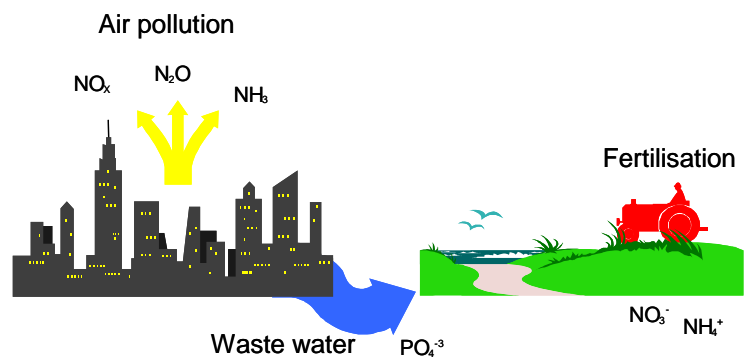 Air pollution
NOₓ
N₂O
NH₃
Fertilisation
Waste water
PO₄⁻³
NO₃⁻
NH₄⁺